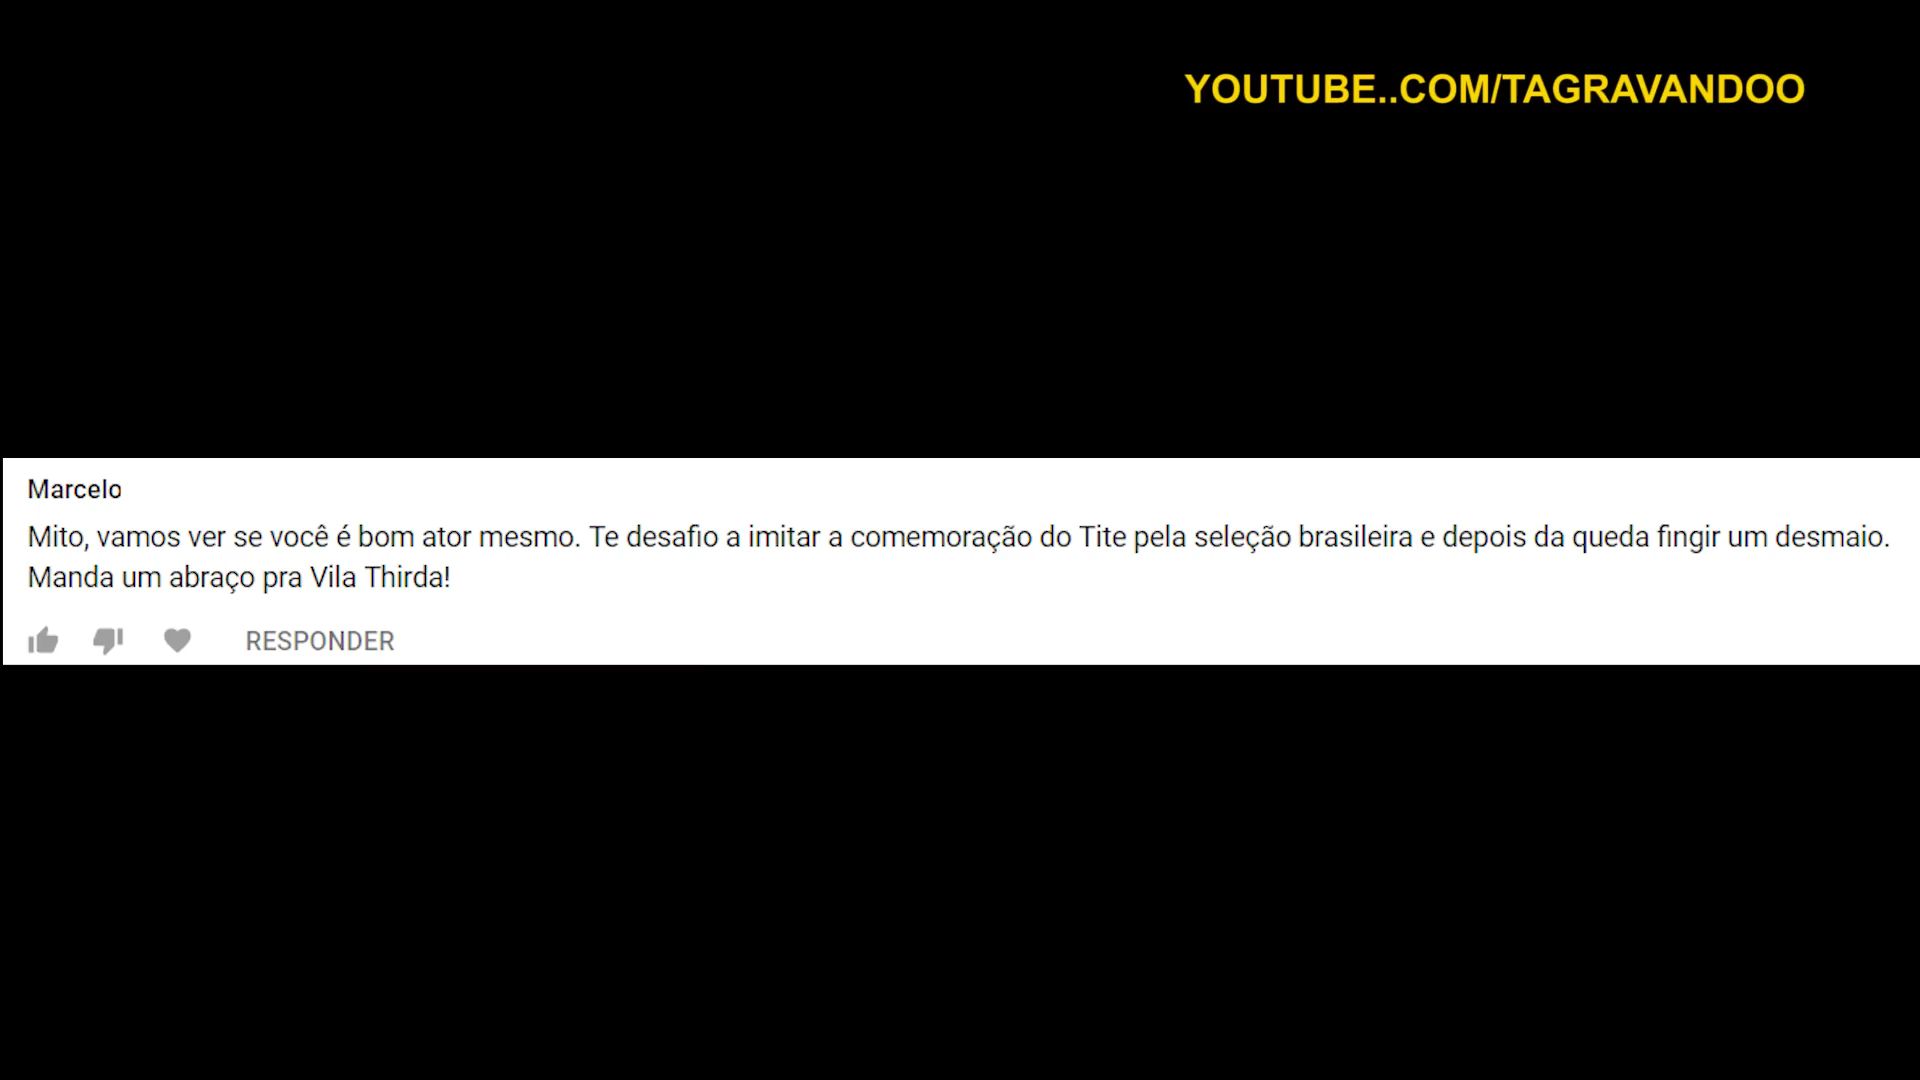 YOUTUBE..COM/TAGRAVANDOO
Marcelo
Mito, vamos ver se você é bom ator mesmo. Te desafio a imitar a comemoração do Tite pela seleção brasileira e depois da queda fingir um desmaio.
Manda um abraço pra Vila Thirda!
RESPONDER